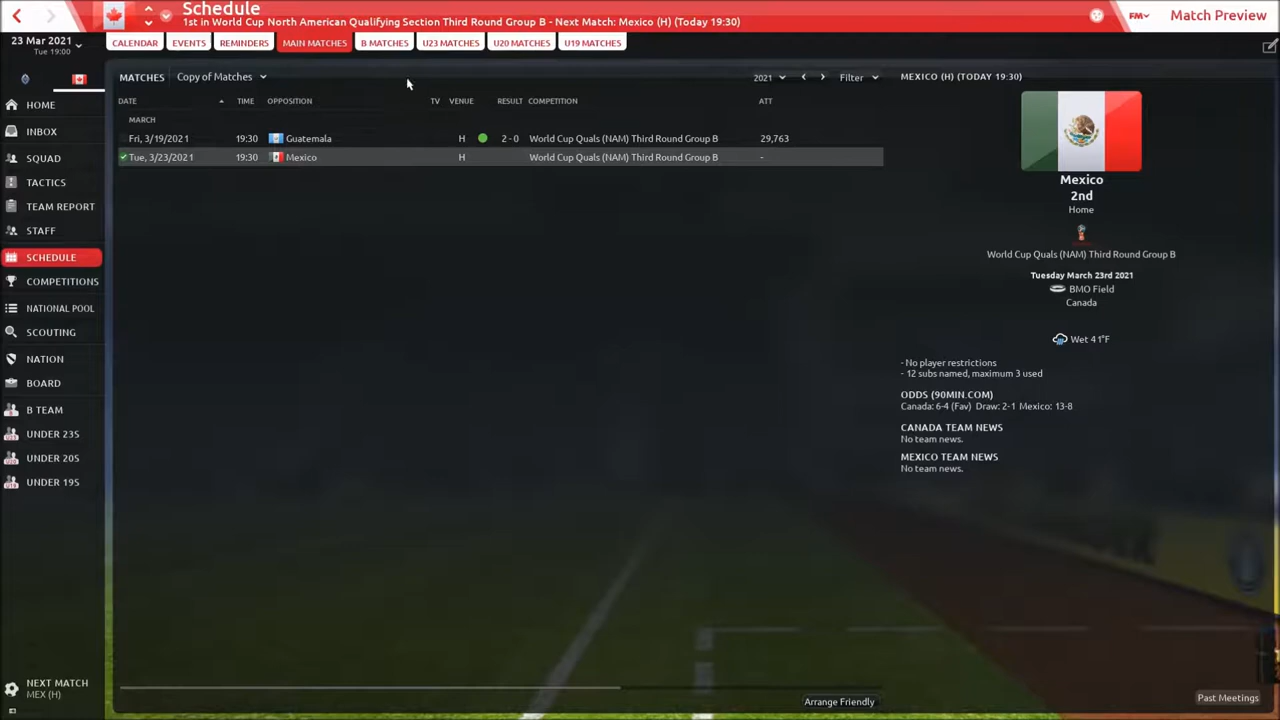 Schedule
1st in World Cup North American Qualifying Section Third Round Group B - Next Match: Mexico (H) (Today 19:30)
FM
Match Preview
23 Mar 2021
Tue 19:00
CALENDAR EVENTS REMINDERS MAIN MATCHES B MATCHES U23 MATCHES U20 MATCHES U19 MATCHES
HOME
INBOX
SQUAD
TACTICS
TEAM REPORT
STAFF
SCHEDULE
COMPETITIONS
NATIONAL POOL
SCOUTING
NATION
BOARD
B TEAM
UNDER 23S
UNDER 20S
UNDER 19S
NEXT MATCH
MEX (H)
MATCHES Copy of Matches 2021 Filter
DATE TIME OPPOSITION TV VENUE RESULT COMPETITION ATT
MARCH
Fri, 3/19/2021 19:30 Guatemala H 2 - 0 World Cup Quals (NAM) Third Round Group B 29,763
Tue, 3/23/2021 19:30 Mexico H World Cup Quals (NAM) Third Round Group B -
Arrange Friendly
MEXICO (H) (TODAY 19:30)
Mexico
2nd
Home
World Cup Quals (NAM) Third Round Group B
Tuesday March 23rd 2021
BMO Field
Canada
Wet 41°F
- No player restrictions
- 12 subs named, maximum 3 used
ODDS (90MIN.COM)
Canada: 6-4 (Fav) Draw: 2-1 Mexico: 13-8
CANADA TEAM NEWS
No team news.
MEXICO TEAM NEWS
No team news.
Past Meetings